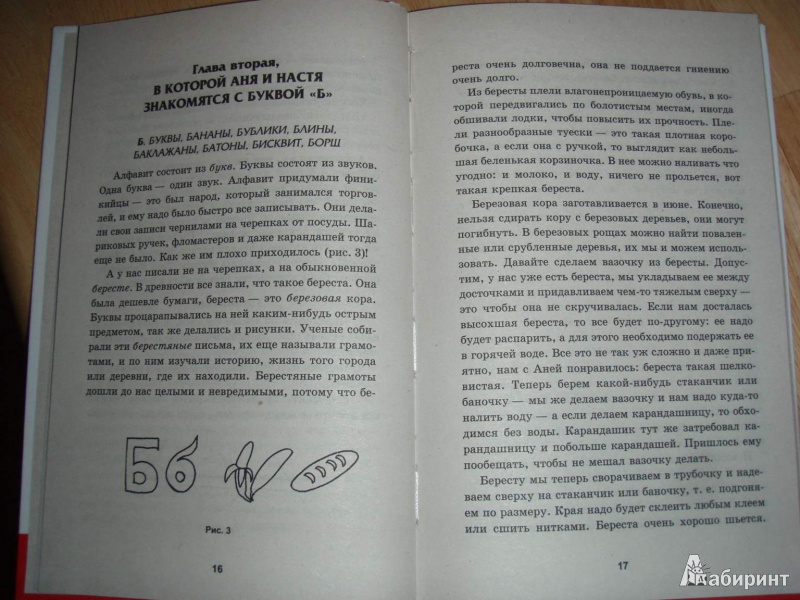 Глава вторая,
В КОТОРОЙ АНЯ И НАСТЯ
ЗНАКОМЯТСЯ С БУКВОЙ «Б»
Б. БУКВЫ, БАНАНЫ, БУБЛИКИ, БЛИНЫ,
БАКЛАЖАНЫ, БАТОНЫ, БИСКВИТ, БОРЩ
Алфавит состоит из букв. Буквы состоят из звуков.
Одна буква — один звук. Алфавит придумали фини-
кийцы — это был народ, который занимался торгов-
лей, и ему надо было быстро все записывать. Они дела-
ли свои записи чернилами на черепках от посуды. Ша-
риковых ручек, фломастеров и даже карандашей тогда
еще не было. Как же им плохо приходилось (рис. 3)!
А у нас писали не на черепках, а на обыкновенной
бересте. В древности все знали, что такое береста. Она
была дешевле бумаги, береста — это березовая кора.
Буквы процарапывались на ней каким-нибудь острым
предметом, так же делались и рисунки. Ученые соби-
рали эти берестяные письма, их еще называли грамо-
тами, и по ним изучали историю, жизнь того города
или деревни, где их находили. Берестяные грамоты
дошли до нас целыми и невредимыми, потому что бе-
Бб
Рис. 3
16
реста очень долговечна, она не поддается гниению
очень долго.
Из бересты плели влагонепроницаемую обувь, в ко-
торой передвигались по болотистым местам, иногда
обшивали лодки, чтобы повысить их прочность. Пле-
ли разнообразные туески — это такая плотная коро-
бочка, а если она с ручкой, то выглядит как неболь-
шая беленькая корзиночка. В нее можно наливать что
угодно: и молоко, и воду, ничего не прольется, вот
такая крепкая береста.
Березовая кора заготавливается в июне. Конечно,
нельзя сдирать кору с березовых деревьев, они могут
погибнуть. В березовых рощах можно найти повален-
ные или срубленные деревья, их мы и можем исполь-
зовать. Давайте сделаем вазочку из бересты. Допус-
тим, у нас уже есть береста, мы укладываем ее между
досточками и придавливаем чем-то тяжелым сверху —
это чтобы она не скручивалась. Если нам досталась
высохшая береста, то все будет по-другому: ее надо
будет распарить, а для этого необходимо подержать ее
в горячей воде. Все это не так уж сложно и даже при-
ятно, нам с Аней понравилось: береста такая шелко-
вистая. Теперь берем какой-нибудь стаканчик или
баночку — мы же делаем вазочку и нам надо куда-то
налить воду — а если делаем карандашницу, то обхо-
димся без воды. Карандашик тут же затребовал ка-
рандашницу и побольше карандашей. Пришлось ему
пообещать, чтобы не мешал вазочку делать.
Бересту мы теперь сворачиваем в трубочку и наде-
ваем сверху на стаканчик или баночку, т. е. подгоня-
ем по размеру. Края надо будет склеить любым клеем
или сшить нитками. Береста очень хорошо шьется.
17
Лабиринт